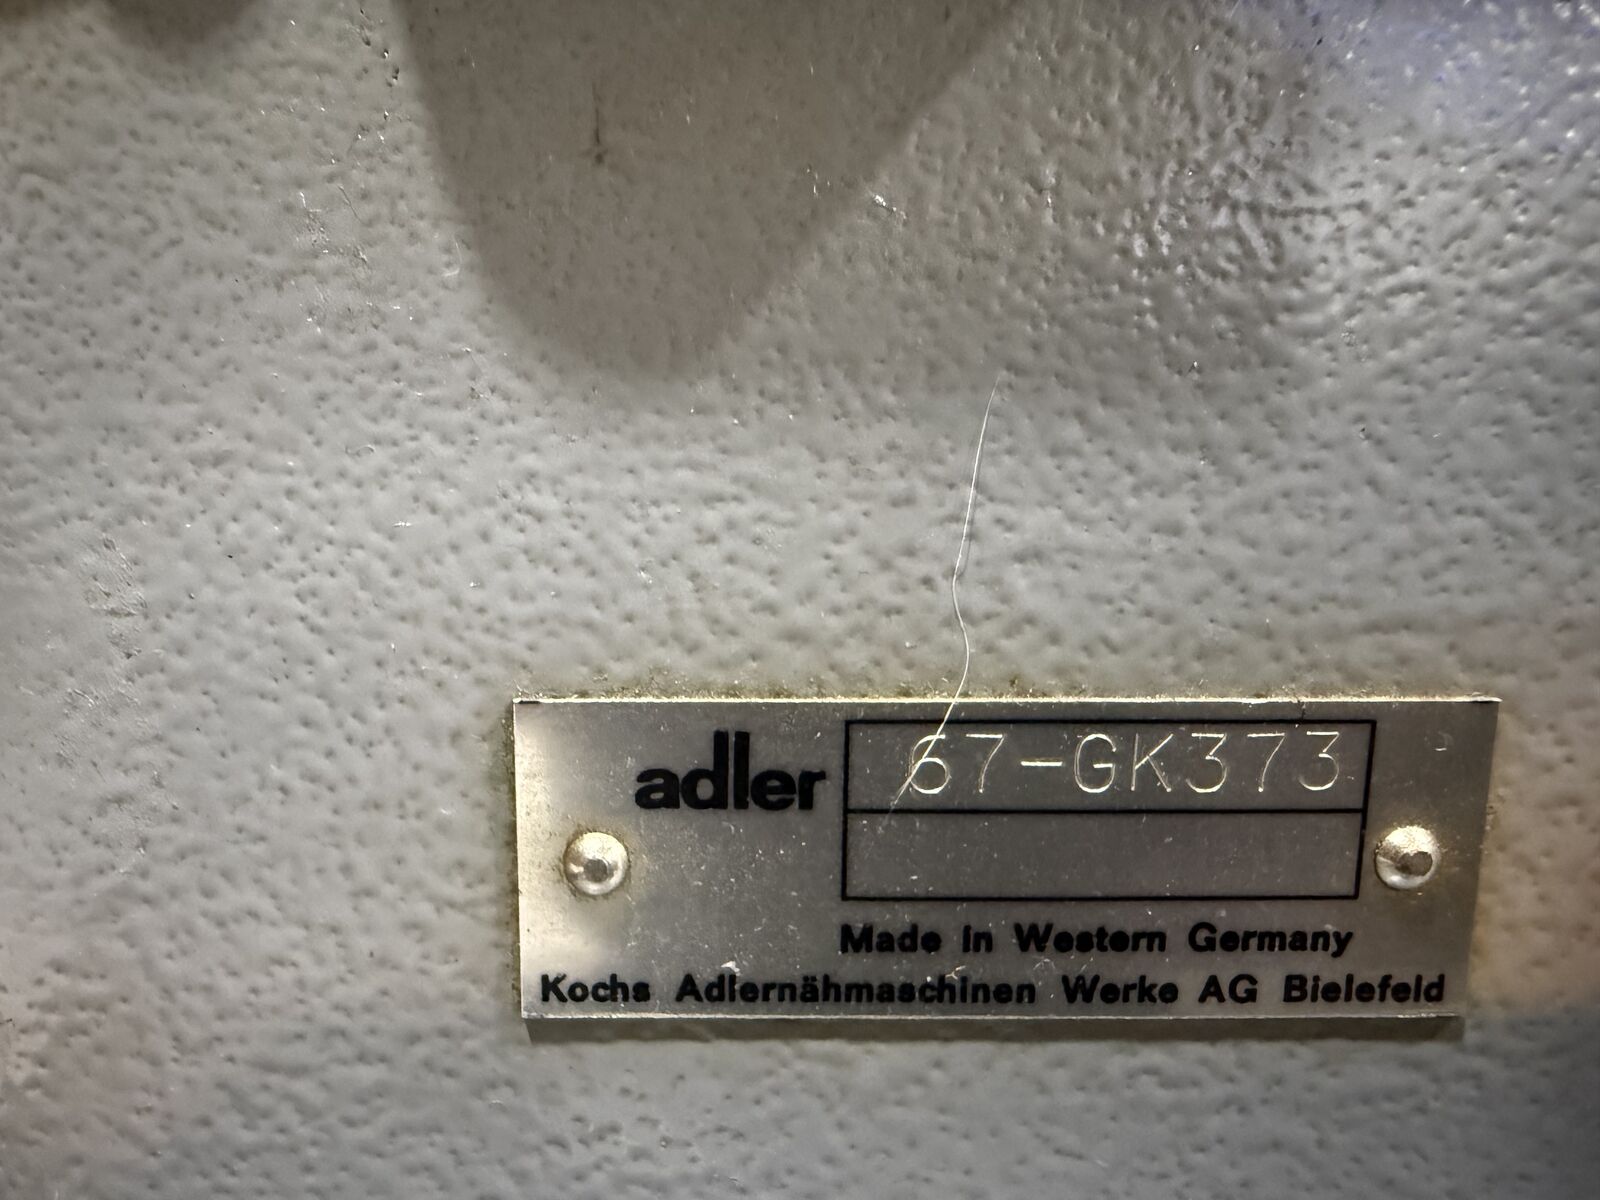 adler 67-GK373
Made in Western Germany
Kochs Adlernähmaschinen Werke AG Bielefeld